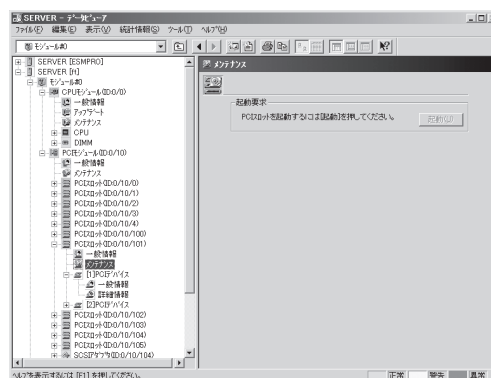 SERVER - ﾃﾞｰﾀﾋﾞｭｰｱ
ﾌｧｲﾙ(F) 編集(E) 表示(V) 統計情報(S) ﾂｰﾙ(T) ﾍﾙﾌﾟ(H)
ﾓｼﾞｭｰﾙ#0
SERVER [ESMPRO]
SERVER [ft]
ﾓｼﾞｭｰﾙ#0
CPUﾓｼﾞｭｰﾙ(ID:0/0)
一般情報
ｱｯﾌﾟﾃﾞｰﾄ
ﾒﾝﾃﾅﾝｽ
CPU
DIMM
PCIﾓｼﾞｭｰﾙ(ID:0/10)
一般情報
ﾒﾝﾃﾅﾝｽ
PCIｽﾛｯﾄ(ID:0/10/0)
PCIｽﾛｯﾄ(ID:0/10/1)
PCIｽﾛｯﾄ(ID:0/10/2)
PCIｽﾛｯﾄ(ID:0/10/3)
PCIｽﾛｯﾄ(ID:0/10/4)
PCIｽﾛｯﾄ(ID:0/10/100)
PCIｽﾛｯﾄ(ID:0/10/101)
一般情報
ﾒﾝﾃﾅﾝｽ
[1]PCIﾃﾞﾊﾞｲｽ
一般情報
詳細情報
[2]PCIﾃﾞﾊﾞｲｽ
PCIｽﾛｯﾄ(ID:0/10/102)
PCIｽﾛｯﾄ(ID:0/10/103)
PCIｽﾛｯﾄ(ID:0/10/104)
PCIｽﾛｯﾄ(ID:0/10/105)
SCSIｱﾀﾞﾌﾟﾀ(ID:0/10/104)
ﾒﾝﾃﾅﾝｽ
起動要求
PCIｽﾛｯﾄを起動するには[起動]を押してください。
起動(U)
ﾍﾙﾌﾟを表示するには [F1] を押してください。
正常
警告
異常